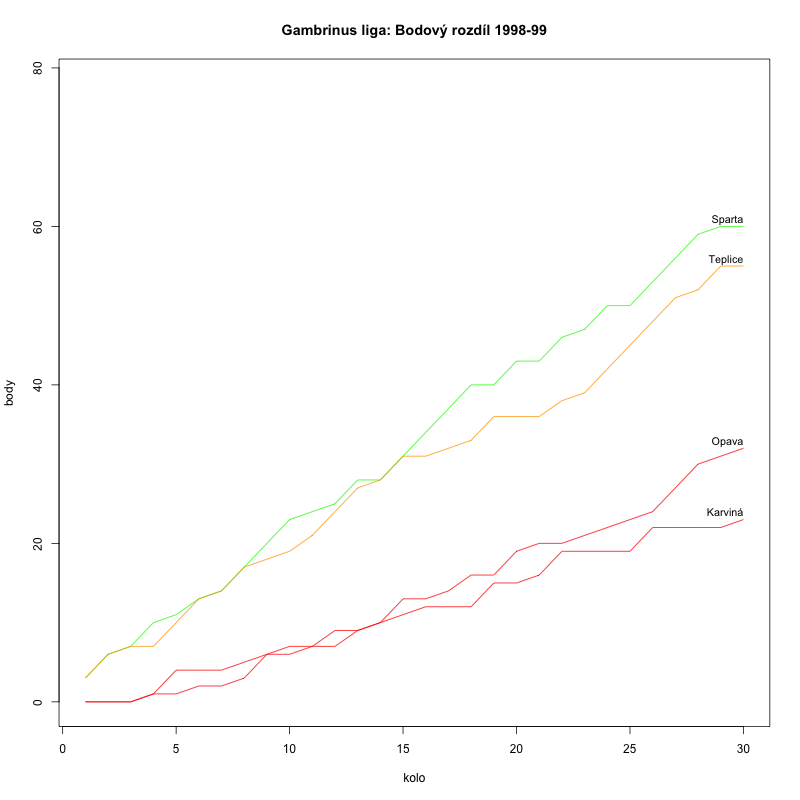 Gambrinus liga: Bodový rozdíl 1998-99
80
60
40
20
0
body
Sparta
Teplice
Opava
Karviná
0 5 10 15 20 25 30
kolo